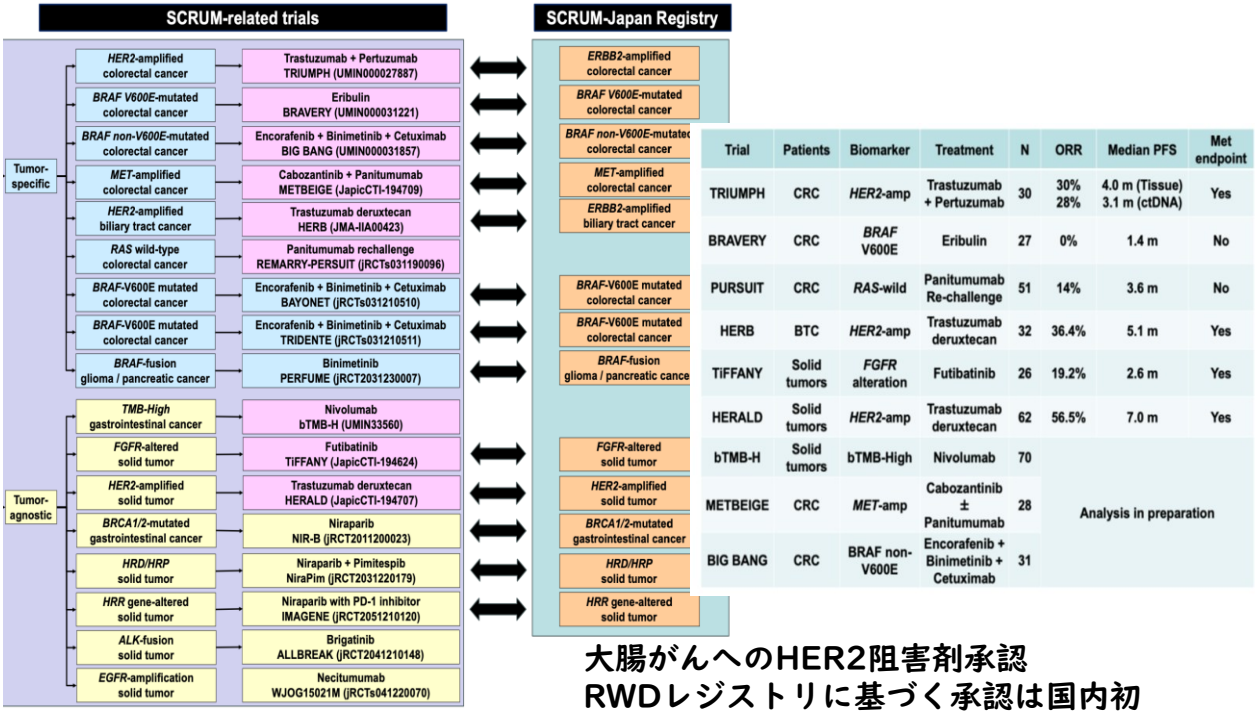 SCRUM-related trials
SCRUM-Japan Registry
Tumor-
specific
HER2-amplified
colorectal cancer
Trastuzumab + Pertuzumab
TRIUMPH (UMIN000027887)
ERBB2-amplified
colorectal cancer
BRAF V600E-mutated
colorectal cancer
Eribulin
BRAVERY (UMIN000031221)
BRAF V600E-mutated
colorectal cancer
BRAF non-V600E-mutated
colorectal cancer
Encorafenib + Binimetinib + Cetuximab
BIG BANG (UMIN000031857)
BRAF non-V600E-mutated
colorectal cancer
MET-amplified
colorectal cancer
Cabozantinib + Panitumumab
METBEIGE (JapicCTI-194709)
MET-amplified
colorectal cancer
HER2-amplified
biliary tract cancer
Trastuzumab deruxtecan
HERB (JMA-IIA00423)
ERBB2-amplified
biliary tract cancer
RAS wild-type
colorectal cancer
Panitumumab rechallenge
REMARRY-PERSUIT (jRCTs031190096)
BRAF-V600E mutated
colorectal cancer
Encorafenib + Binimetinib + Cetuximab
BAYONET (jRCTs031210510)
BRAF-V600E mutated
colorectal cancer
BRAF-V600E mutated
colorectal cancer
Encorafenib + Binimetinib + Cetuximab
TRIDENTE (jRCTs031210511)
BRAF-V600E mutated
colorectal cancer
BRAF-fusion
glioma / pancreatic cancer
Binimetinib
PERFUME (jRCT2031230007)
BRAF-fusion
glioma / pancreatic cance
Tumor-
agnostic
TMB-High
gastrointestinal cancer
Nivolumab
bTMB-H (UMIN33560)
FGFR-altered
solid tumor
Futibatinib
TiFFANY (JapicCTI-194624)
FGFR-altered
solid tumor
HER2-amplified
solid tumor
Trastuzumab deruxtecan
HERALD (JapicCTI-194707)
HER2-amplified
solid tumor
BRCA1/2-mutated
gastrointestinal cancer
Niraparib
NIR-B (jRCT2011200023)
BRCA1/2-mutated
gastrointestinal cancer
HRD/HRP
solid tumor
Niraparib + Pimitespib
NiraPim (jRCT2031220179)
HRD/HRP
solid tumor
HRR gene-altered
solid tumor
Niraparib with PD-1 inhibitor
IMAGENE (jRCT2051210120)
HRR gene-altered
solid tumor
ALK-fusion
solid tumor
Brigatinib
ALLBREAK (jRCT2041210148)
EGFR-amplification
solid tumor
Necitumumab
WJOG15021M (jRCTs041220070)
Trial Patients Biomarker Treatment N ORR Median PFS Met
endpoint
TRIUMPH CRC HER2-amp Trastuzumab
+ Pertuzumab 30 30%
28% 4.0 m (Tissue)
3.1 m (ctDNA) Yes
BRAVERY CRC BRAF
V600E Eribulin 27 0% 1.4 m No
PURSUIT CRC RAS-wild Panitumumab
Re-challenge 51 14% 3.6 m No
HERB BTC HER2-amp Trastuzumab
deruxtecan 32 36.4% 5.1 m Yes
TiFFANY Solid
tumors FGFR
alteration Futibatinib 26 19.2% 2.6 m Yes
HERALD Solid
tumors HER2-amp Trastuzumab
deruxtecan 62 56.5% 7.0 m Yes
bTMB-H Solid
tumors bTMB-High Nivolumab 70
METBEIGE CRC MET-amp Cabozantinib
±
Panitumumab 28
Analysis in preparation
BIG BANG CRC BRAF non-
V600E Encorafenib +
Binimetinib +
Cetuximab 31
大腸がんへのHER2阻害剤承認
RWDレジストリに基づく承認は国内初